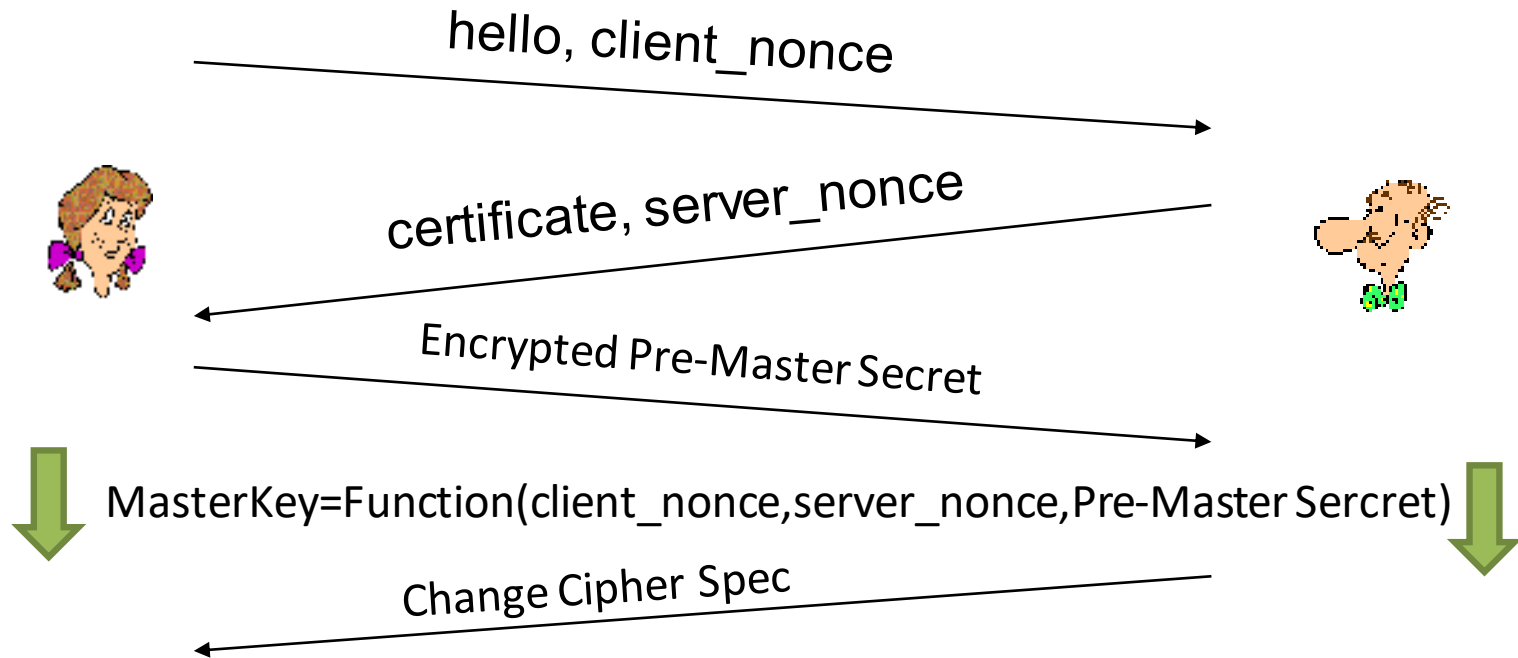 hello, client_nonce
certificate, server_nonce
Encrypted Pre-Master Secret
MasterKey=Function(client_nonce,server_nonce,Pre-Master Sercret)
Change Cipher Spec